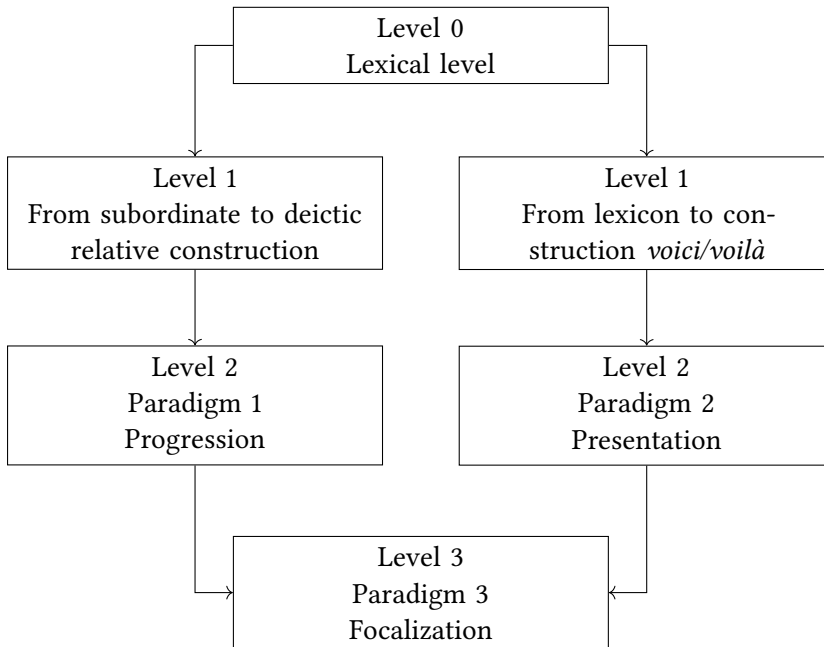 Level 0
Lexical level
Level 1
From subordinate to deictic
relative construction
Level 1
From lexicon to con-
struction voici/voilà
Level 2
Paradigm 1
Progression
Level 2
Paradigm 2
Presentation
Level 3
Paradigm 3
Focalization